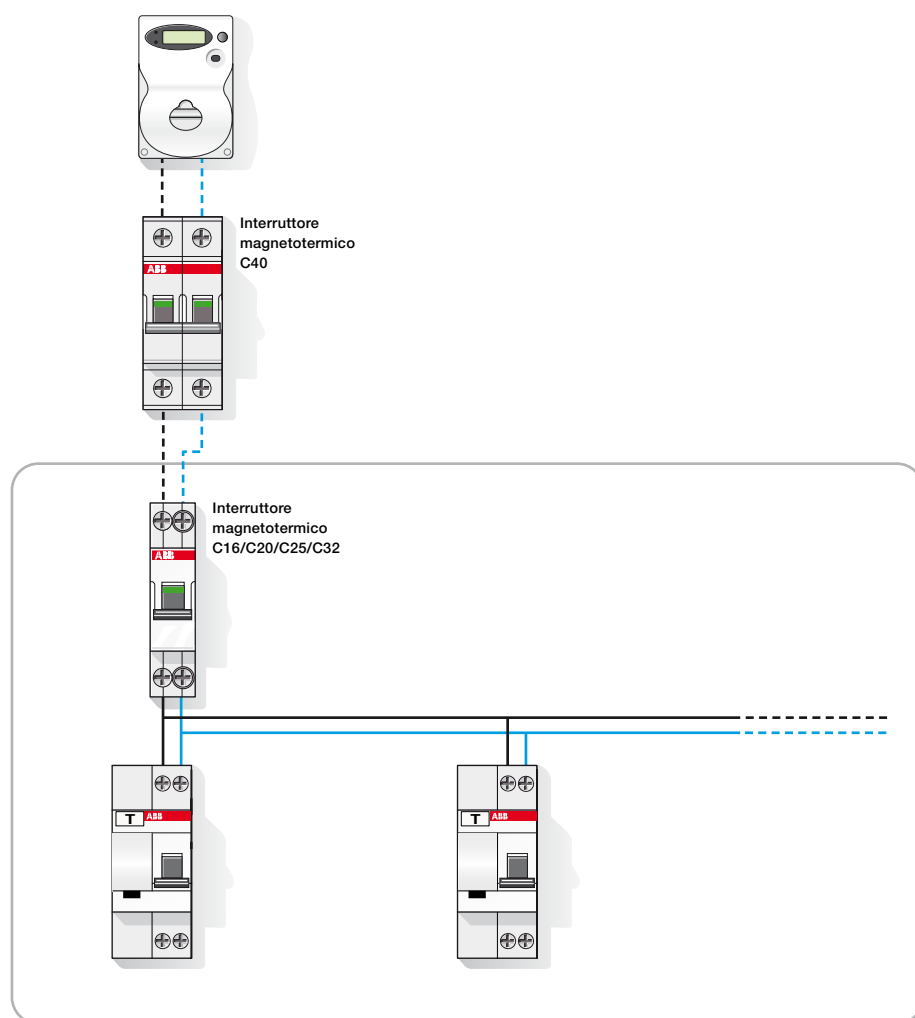 Interruttore
magnetotermico
C40
ABB
Interruttore
magnetotermico
C16/C20/C25/C32
ABB
T ABB
T ABB